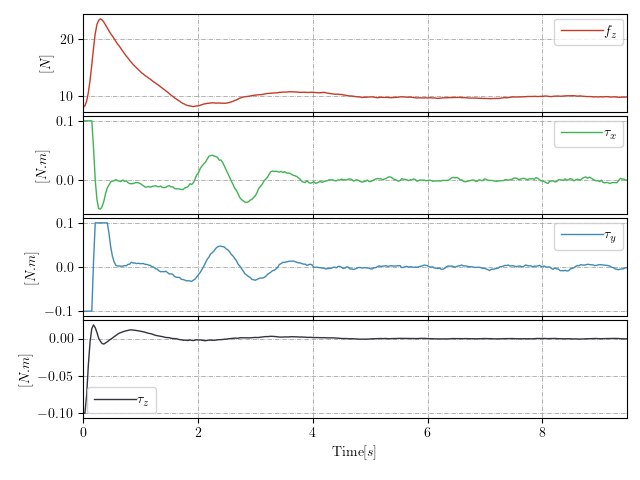 20
10
[N]
f_z
0.1
0.0
[N.m]
τ_x
0.1
0.0
−0.1
[N.m]
τ_y
0.00
−0.05
−0.10
[N.m]
τ_z
0 2 4 6 8
Time[s]